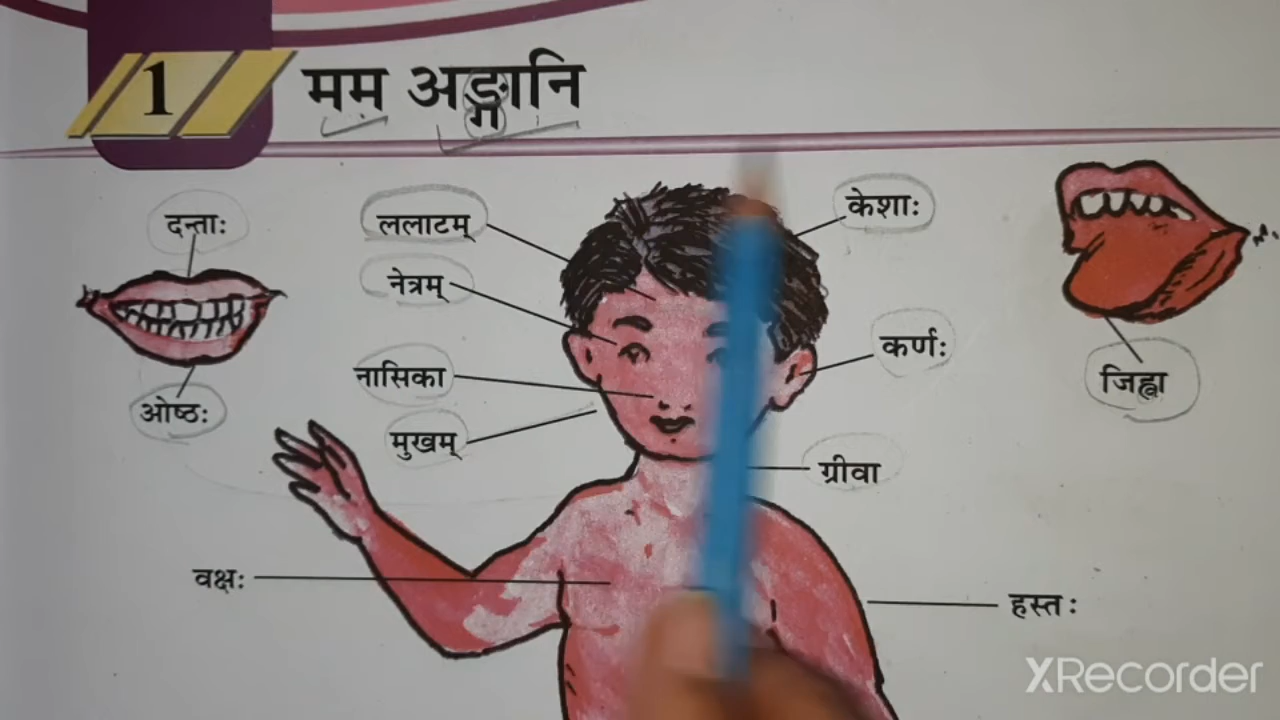 1 मम अङ्गानि
दन्ताः
ललाटम्
केशाः
नेत्रम्
कर्णः
नासिका
जिह्वा
ओष्ठः
मुखम्
ग्रीवा
वक्षः
हस्तः
XRecorder